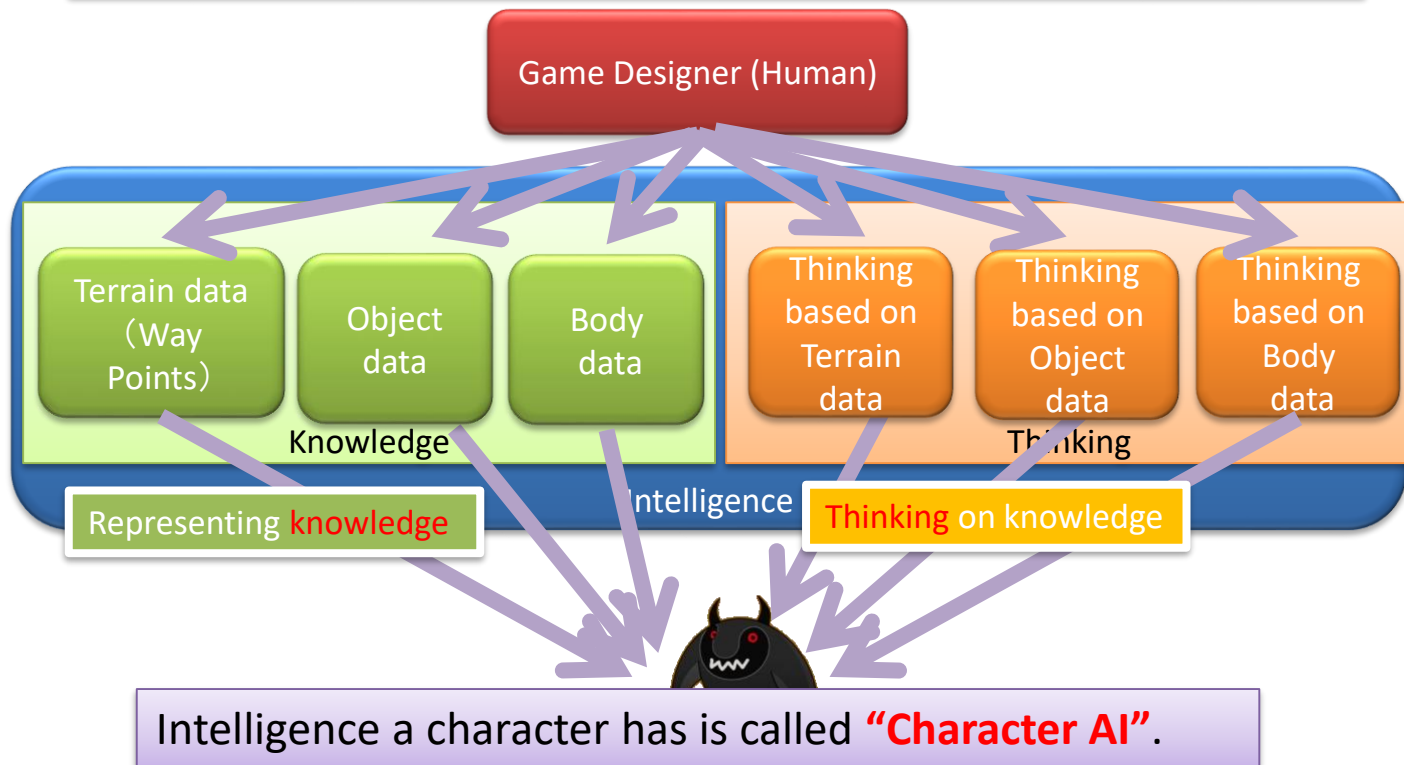 Game Designer (Human)
Terrain data
（Way
Points）
Object
data
Body
data
Thinking
based on
Terrain
data
Thinking
based on
Object
data
Thinking
based on
Body
data
Knowledge
Thinking
Intelligence
Representing knowledge
Thinking on knowledge
Intelligence a character has is called “Character AI”.